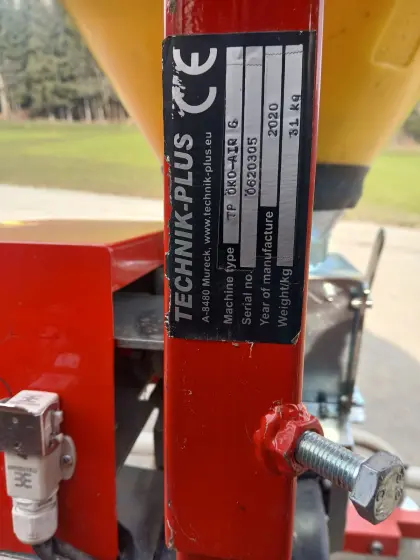 TECHNIK-PLUS CE
A-8480 Mureck, www.technik-plus.eu
Machine type TP ÖKO-AIR 6
Serial no. 0620305
Year of manufacture 2020
Weight/kg 31 kg